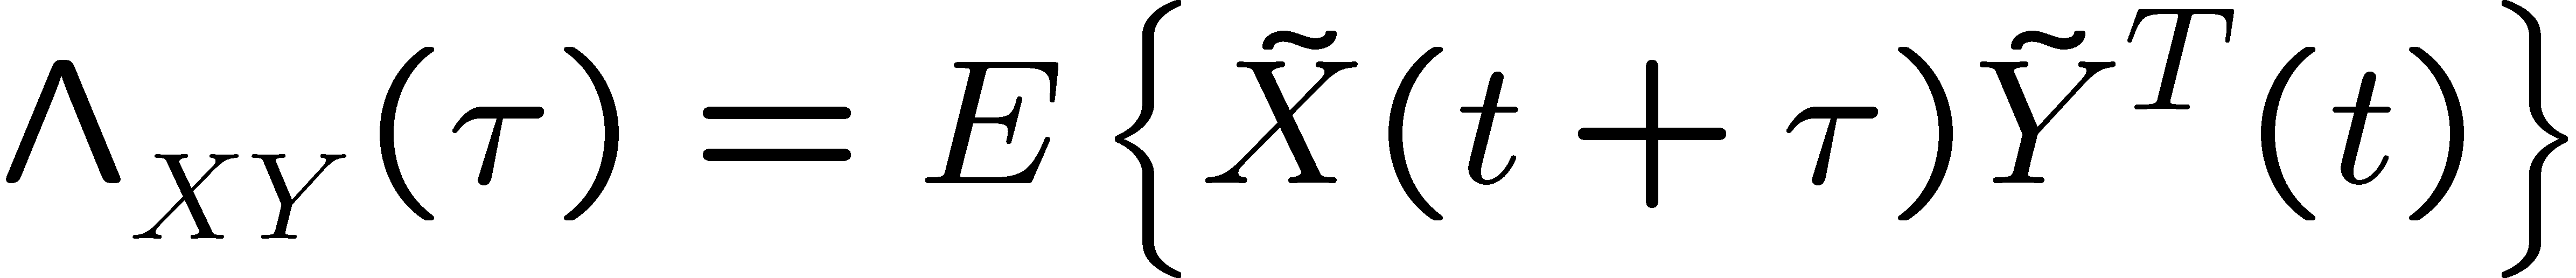 Λ_{XY}(τ) = E{X̃(t + τ)Ỹ^T(t)}